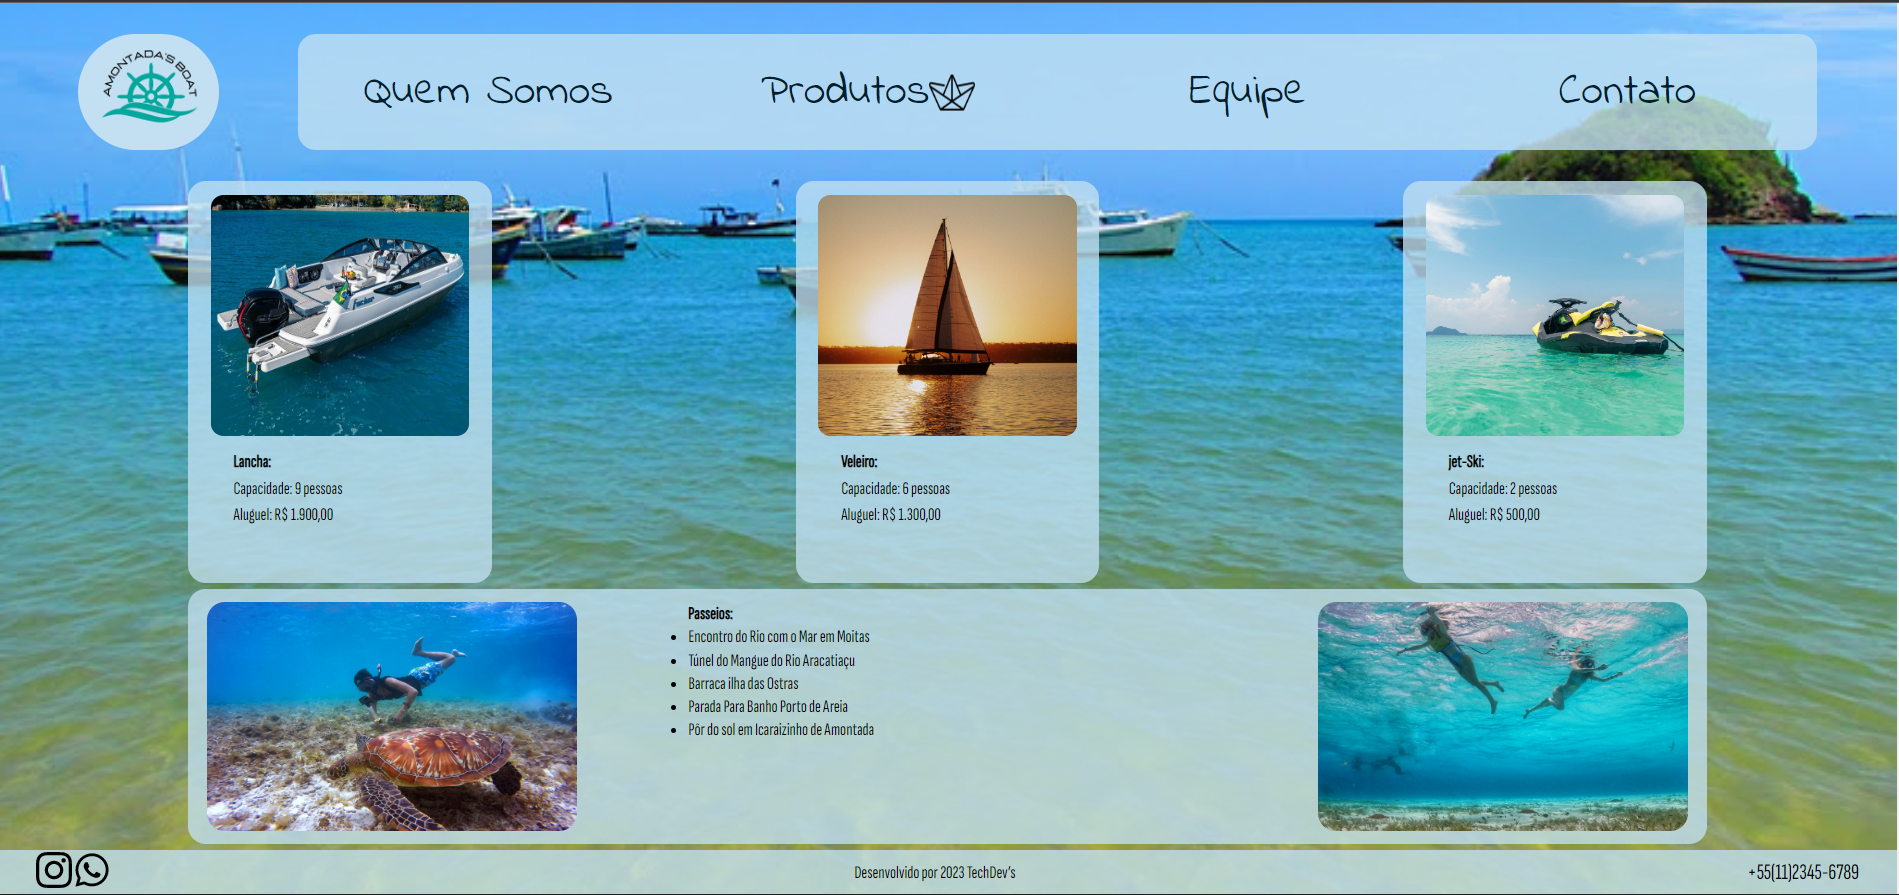 AMONTADA'S BOAT
Quem Somos
Produtos
Equipe
Contato
Lancha:
Capacidade: 9 pessoas
Aluguel: R$ 1.900,00
Veleiro:
Capacidade: 6 pessoas
Aluguel: R$ 1.300,00
jet-Ski:
Capacidade: 2 pessoas
Aluguel: R$ 500,00
Passeios:
Encontro do Rio com o Mar em Moitas
Túnel do Mangue do Rio Aracatiaçu
Barraca ilha das Ostras
Parada Para Banho Porto de Areia
Pôr do sol em Icaraizinho de Amontada
Desenvolvido por 2023 TechDev's
+55(11)2345-6789